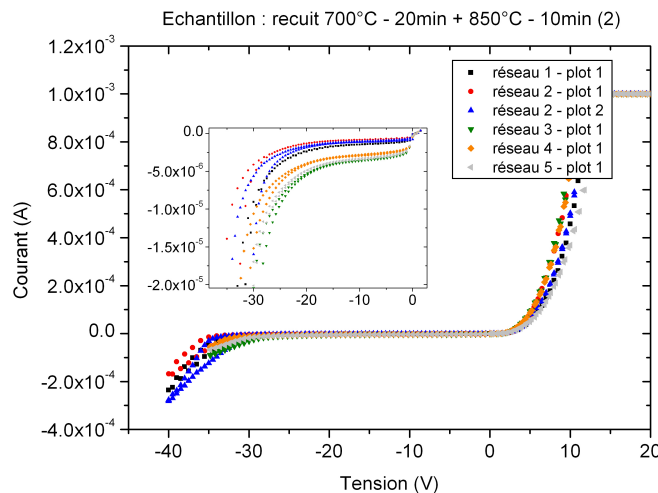 Echantillon : recuit 700°C - 20min + 850°C - 10min (2)
1.2x10⁻³
1.0x10⁻³
8.0x10⁻⁴
6.0x10⁻⁴
4.0x10⁻⁴
2.0x10⁻⁴
0.0
-2.0x10⁻⁴
-4.0x10⁻⁴
Courant (A)
réseau 1 - plot 1
réseau 2 - plot 1
réseau 2 - plot 2
réseau 3 - plot 1
réseau 4 - plot 1
réseau 5 - plot 1
0.0
-5.0x10⁻⁶
-1.0x10⁻⁵
-1.5x10⁻⁵
-2.0x10⁻⁵
-30 -20 -10 0
-40 -30 -20 -10 0 10 20
Tension (V)